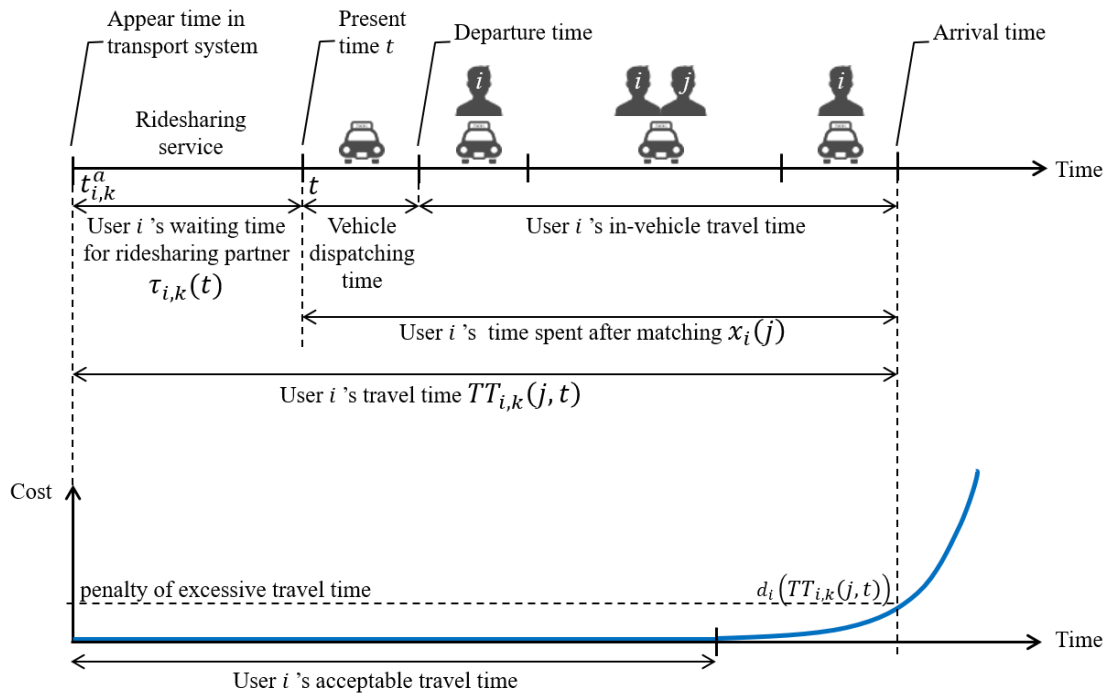 Appear time in
transport system
Present
time t
Departure time
Arrival time
i
i j
i
Ridesharing
service
Time
t^a_{i,k}
t
User i 's waiting time
for ridesharing partner
τ_{i,k}(t)
Vehicle
dispatching
time
User i 's in-vehicle travel time
User i 's time spent after matching x_i(j)
User i 's travel time TT_{i,k}(j, t)
Cost
penalty of excessive travel time
d_i(TT_{i,k}(j, t))
Time
User i 's acceptable travel time